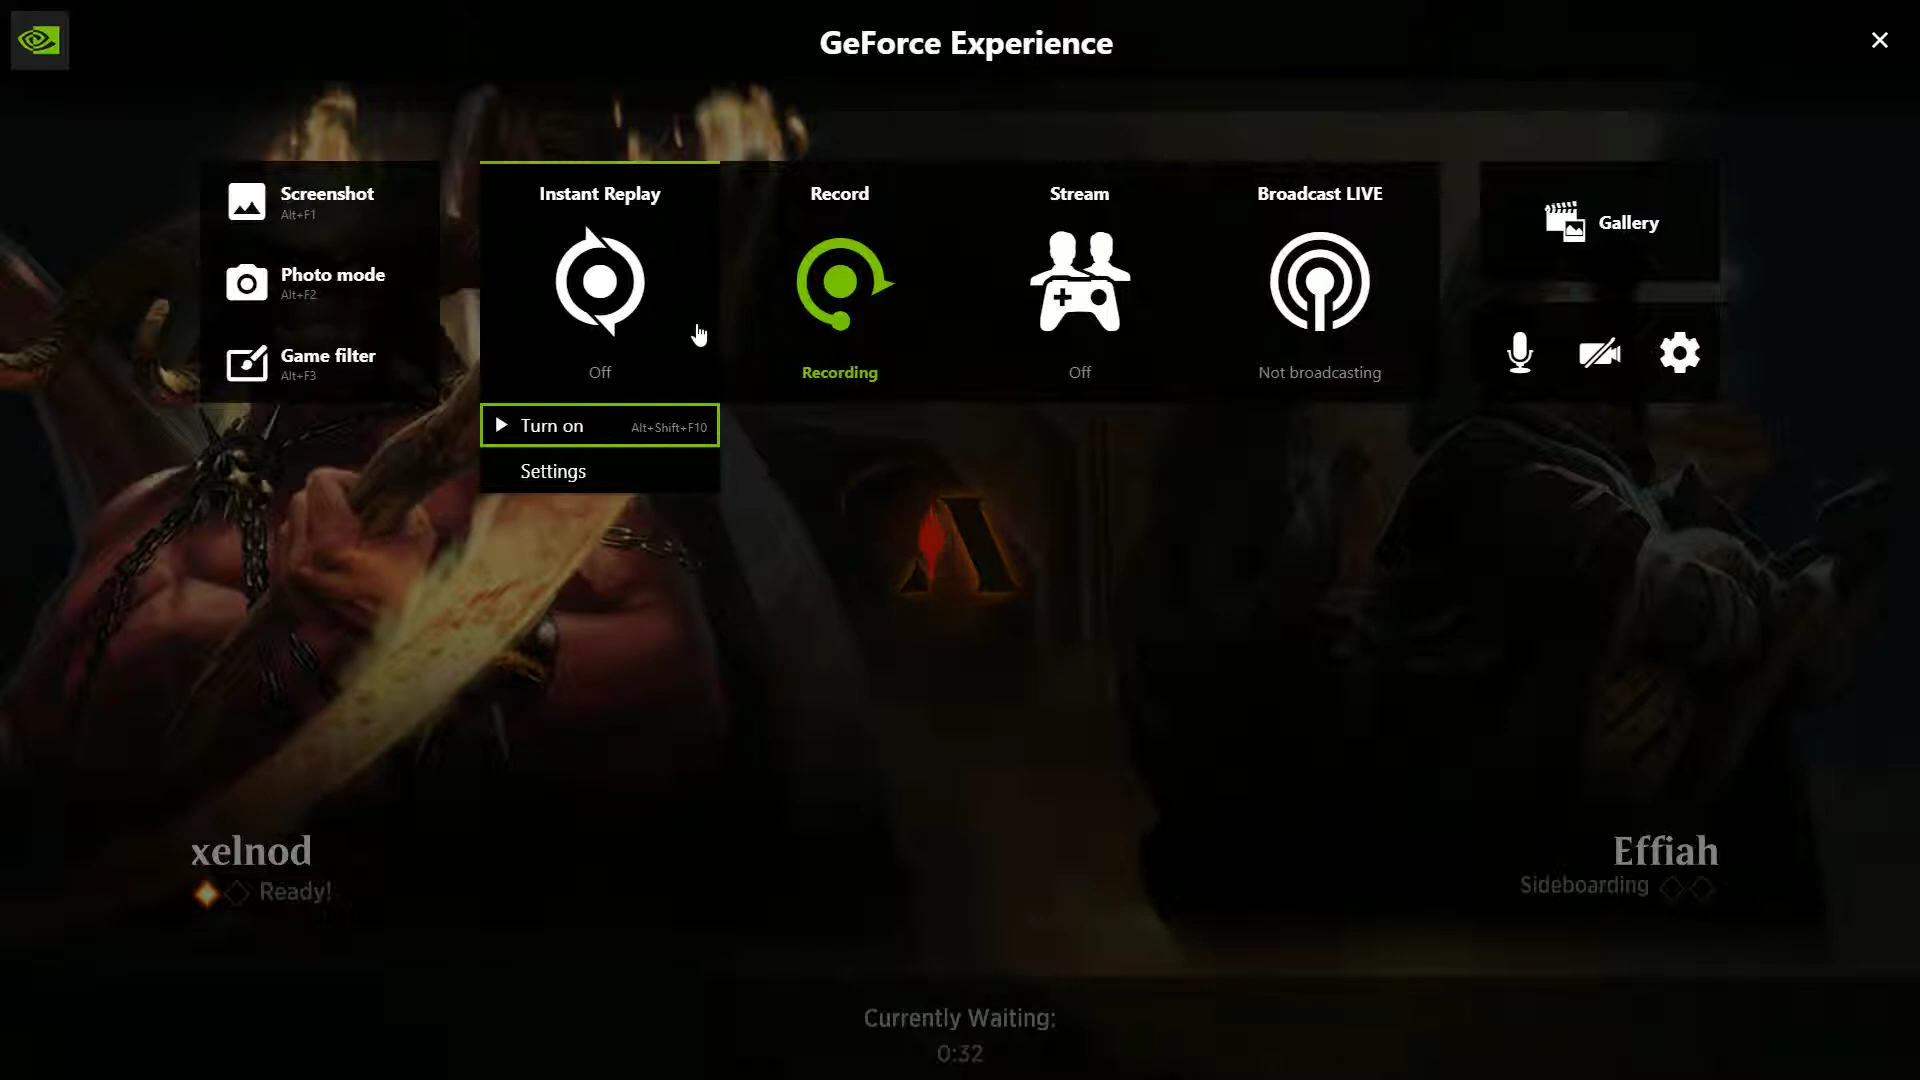 GeForce Experience
Screenshot
Alt+F1
Photo mode
Alt+F2
Game filter
Alt+F3
Instant Replay
Off
Turn on Alt+Shift+F10
Settings
Record
Recording
Stream
Off
Broadcast LIVE
Not broadcasting
Gallery
xelnod
Ready!
Effiah
Sideboarding
Currently Waiting:
0:32